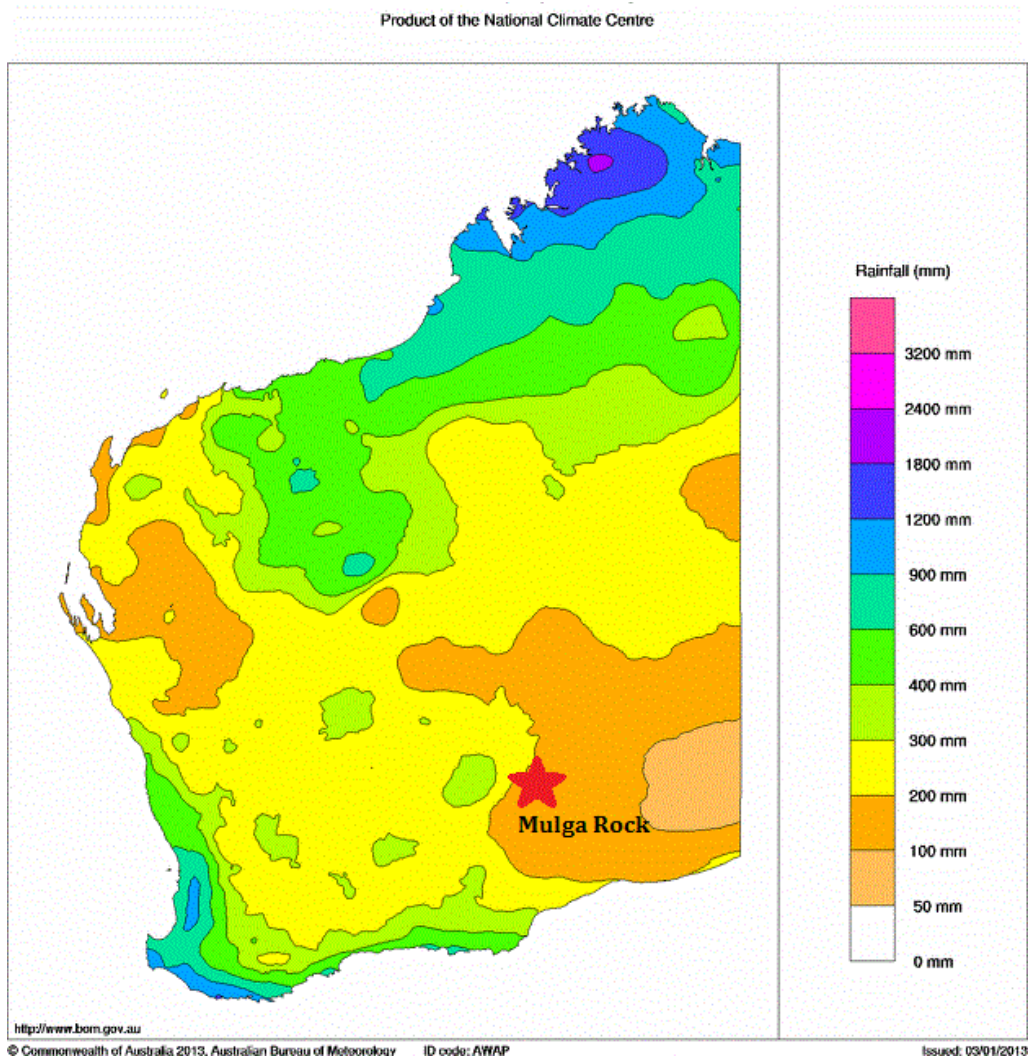 Product of the National Climate Centre
Rainfall (mm)
3200 mm
2400 mm
1800 mm
1200 mm
900 mm
600 mm
400 mm
300 mm
200 mm
100 mm
50 mm
0 mm
Mulga Rock
http://www.bom.gov.au
© Commonwealth of Australia 2013, Australian Bureau of Meteorology ID code: AWAP Issued: 03/01/2013